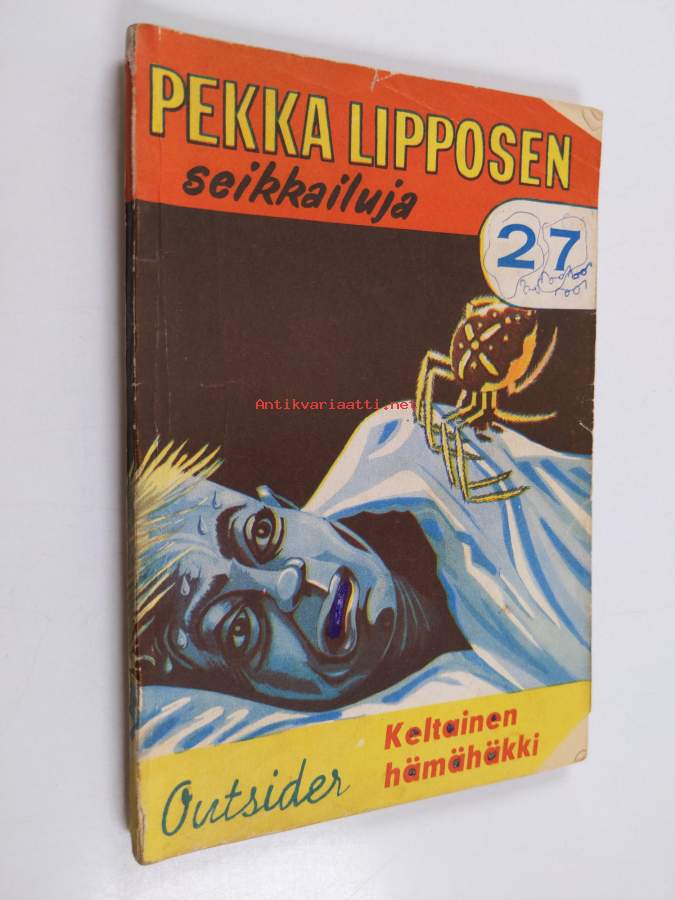 PEKKA LIPPOSEN
seikkailuja
27
Antikvariaatti.net
Keltainen
hämähäkki
Outsider